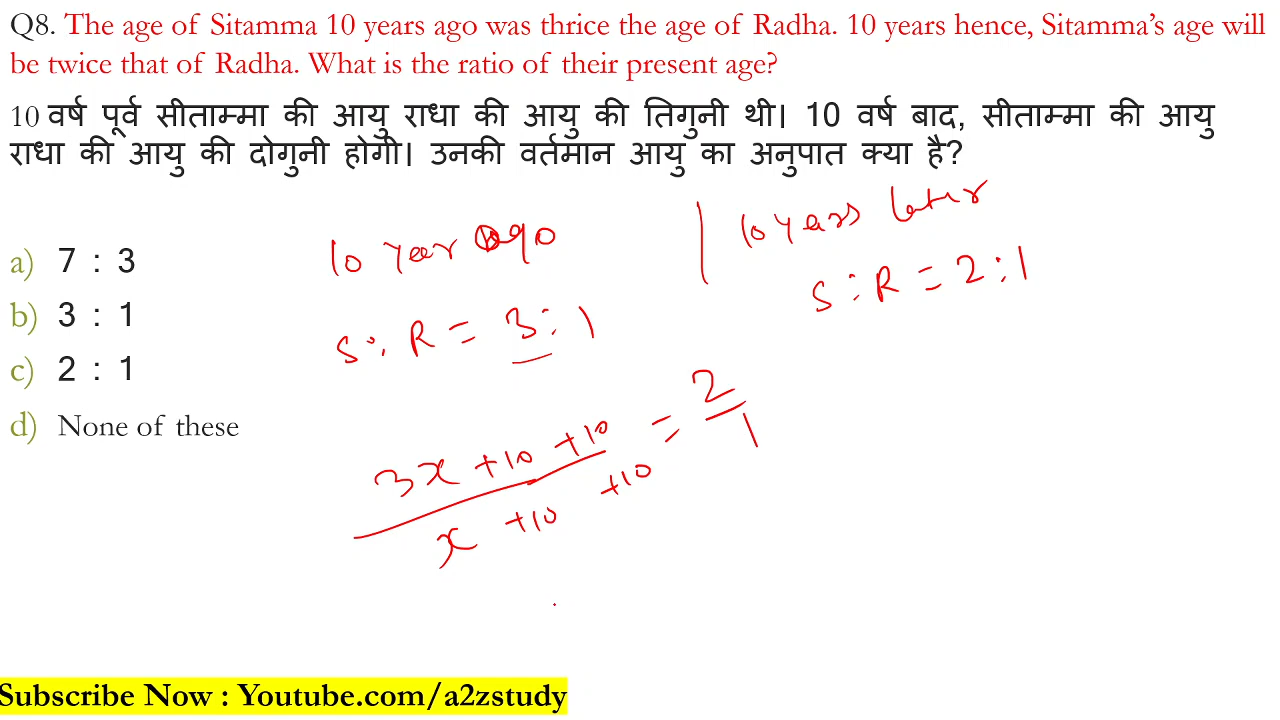 Q8. The age of Sitamma 10 years ago was thrice the age of Radha. 10 years hence, Sitamma's age will
be twice that of Radha. What is the ratio of their present age?
10 वर्ष पूर्व सीताम्मा की आयु राधा की आयु की तिगुनी थी। 10 वर्ष बाद, सीताम्मा की आयु
राधा की आयु की दोगुनी होगी। उनकी वर्तमान आयु का अनुपात क्या है?
10 Year ago
10 years later
a) 7 : 3
S : R = 2 : 1
b) 3 : 1
S : R = 3 : 1
c) 2 : 1
d) None of these
3x +10 +10 = 2
x +10 +10 1
Subscribe Now : Youtube.com/a2zstudy